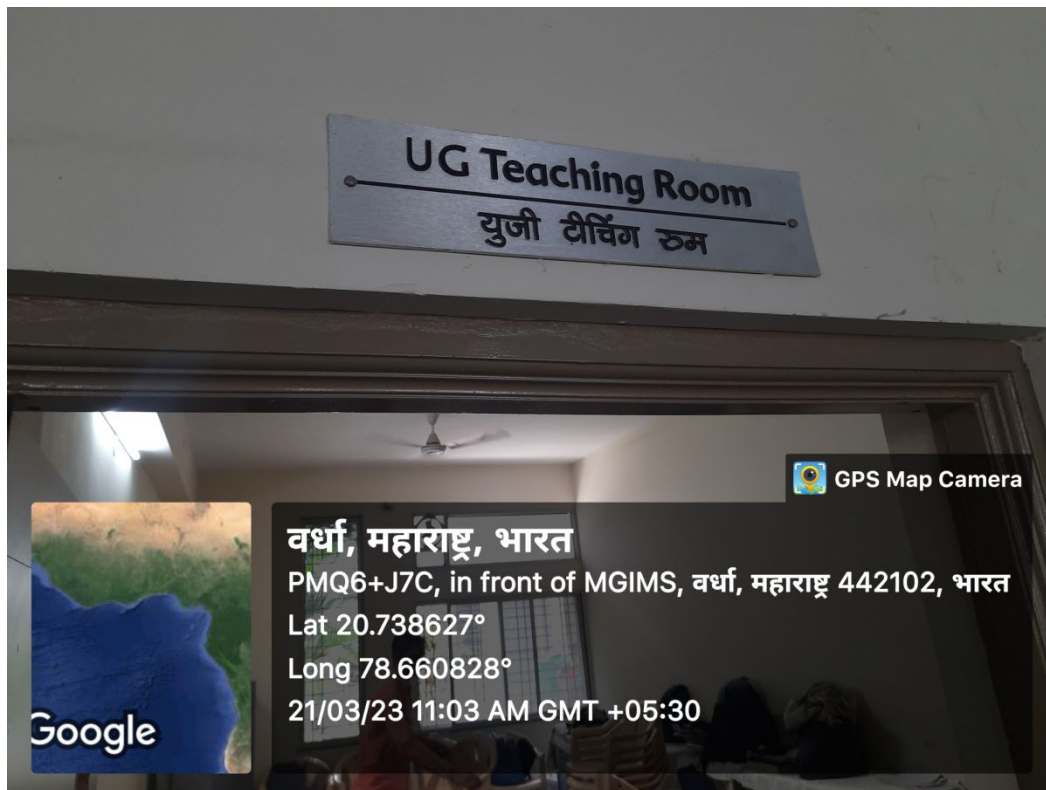 UG Teaching Room
युजी टीचिंग रुम
GPS Map Camera
वर्धा, महाराष्ट्र, भारत
PMQ6+J7C, in front of MGIMS, वर्धा, महाराष्ट्र 442102, भारत
Lat 20.738627°
Long 78.660828°
21/03/23 11:03 AM GMT +05:30
Google